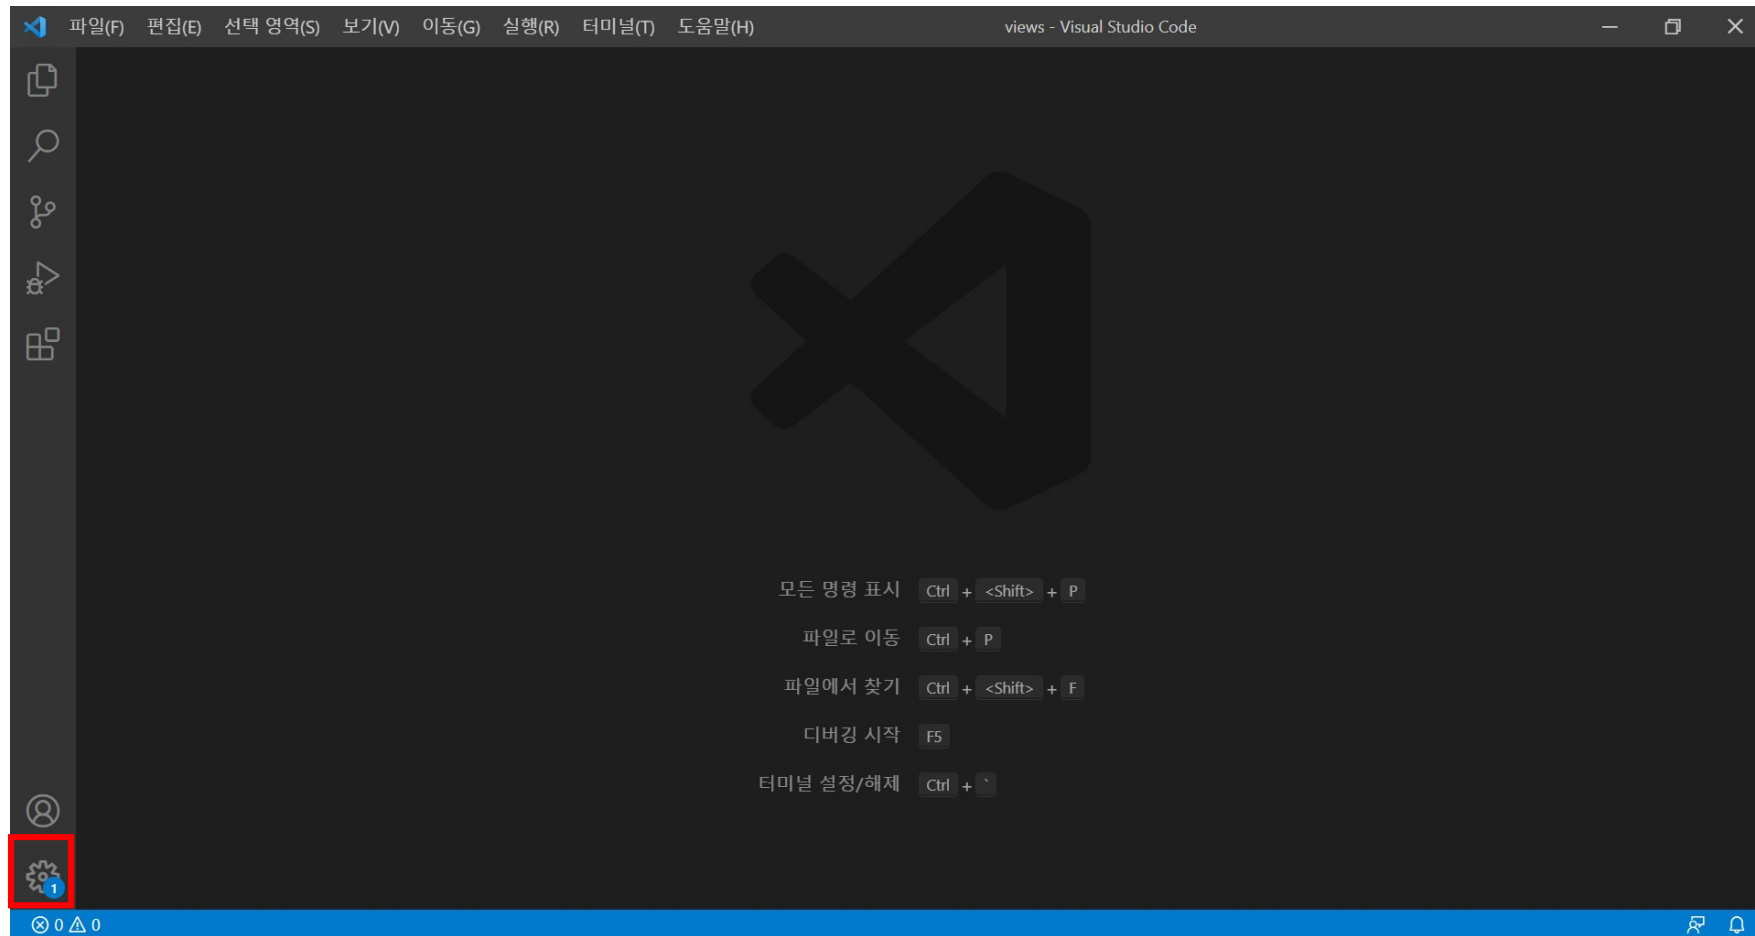 파일(F) 편집(E) 선택 영역(S) 보기(V) 이동(G) 실행(R) 터미널(T) 도움말(H) views - Visual Studio Code
모든 명령 표시 Ctrl + <Shift> + P
파일로 이동 Ctrl + P
파일에서 찾기 Ctrl + <Shift> + F
디버깅 시작 F5
터미널 설정/해제 Ctrl + `
1
0 0